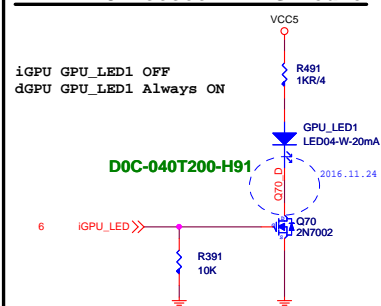 VCC5
R491
1KR/4
iGPU GPU_LED1 OFF
dGPU GPU_LED1 Always ON
GPU_LED1
LED04-W-20mA
D0C-040T200-H91
Q70_D
2016.11.24
6
iGPU_LED
Q70
2N7002
R391
10K